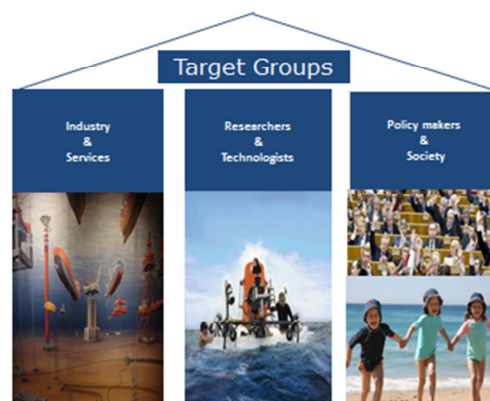 Target Groups
Industry
&
Services
Researchers
&
Technologists
Policy makers
&
Society